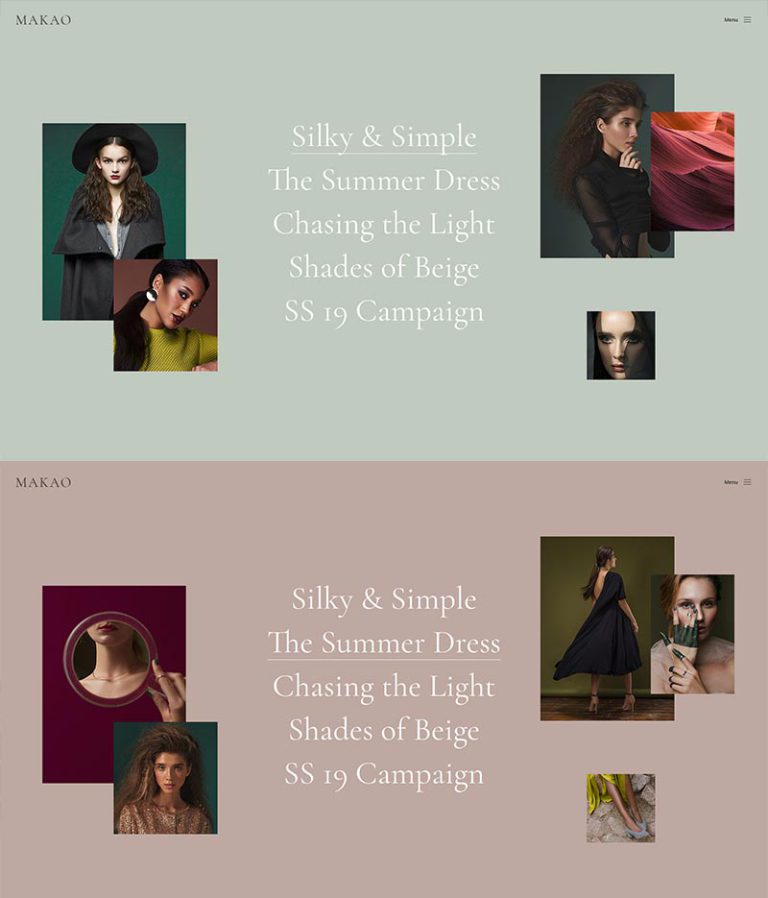 MAKAO
Menu
Silky & Simple
The Summer Dress
Chasing the Light
Shades of Beige
SS 19 Campaign
MAKAO
Menu
Silky & Simple
The Summer Dress
Chasing the Light
Shades of Beige
SS 19 Campaign